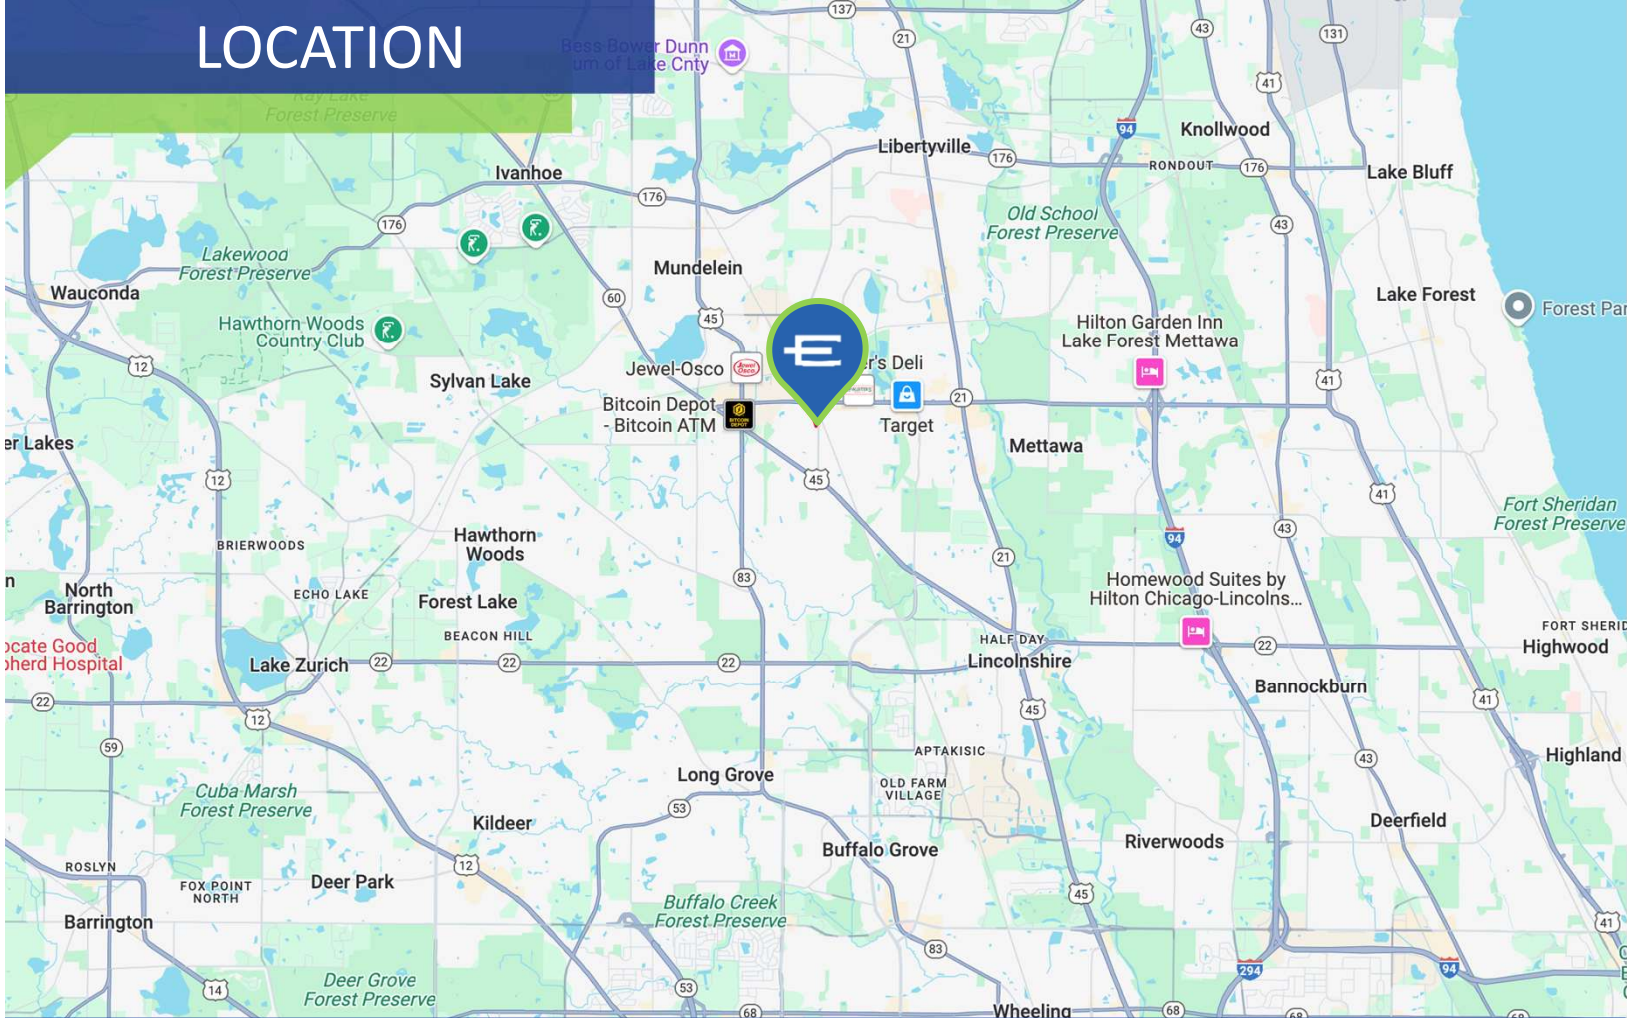 LOCATION
137
21
43
131
Bess Bower Dunn
um of Lake Cnty
41
Ray Lake
Forest Preserve
94
Knollwood
Libertyville
176
RONDOUT
176
Lake Bluff
Ivanhoe
176
176
Old School
Forest Preserve
43
Lakewood
Forest Preserve
Mundelein
Wauconda
60
45
Lake Forest
Forest Par
Hawthorn Woods
Country Club
Hilton Garden Inn
Lake Forest Mettawa
E
12
Jewel-Osco
Jewel
Osco
r's Deli
Sylvan Lake
41
Bitcoin Depot
- Bitcoin ATM
BITCOIN
DEPOT
21
Target
er Lakes
Mettawa
12
45
41
Fort Sheridan
Forest Preserve
43
94
BRIERWOODS
Hawthorn
Woods
21
83
Homewood Suites by
Hilton Chicago-Lincolns...
n
North
Barrington
ECHO LAKE
Forest Lake
FORT SHERID
BEACON HILL
HALF DAY
Highwood
ocate Good
pherd Hospital
Lake Zurich
22
22
22
Lincolnshire
22
Bannockburn
22
12
45
41
59
APTAKISIC
43
Highland
Long Grove
OLD FARM
VILLAGE
Cuba Marsh
Forest Preserve
53
Kildeer
Deerfield
Riverwoods
Buffalo Grove
ROSLYN
12
FOX POINT
NORTH
Deer Park
45
Barrington
Buffalo Creek
Forest Preserve
41
83
294
94
Deer Grove
Forest Preserve
14
53
68
Wheeling
68
68
68